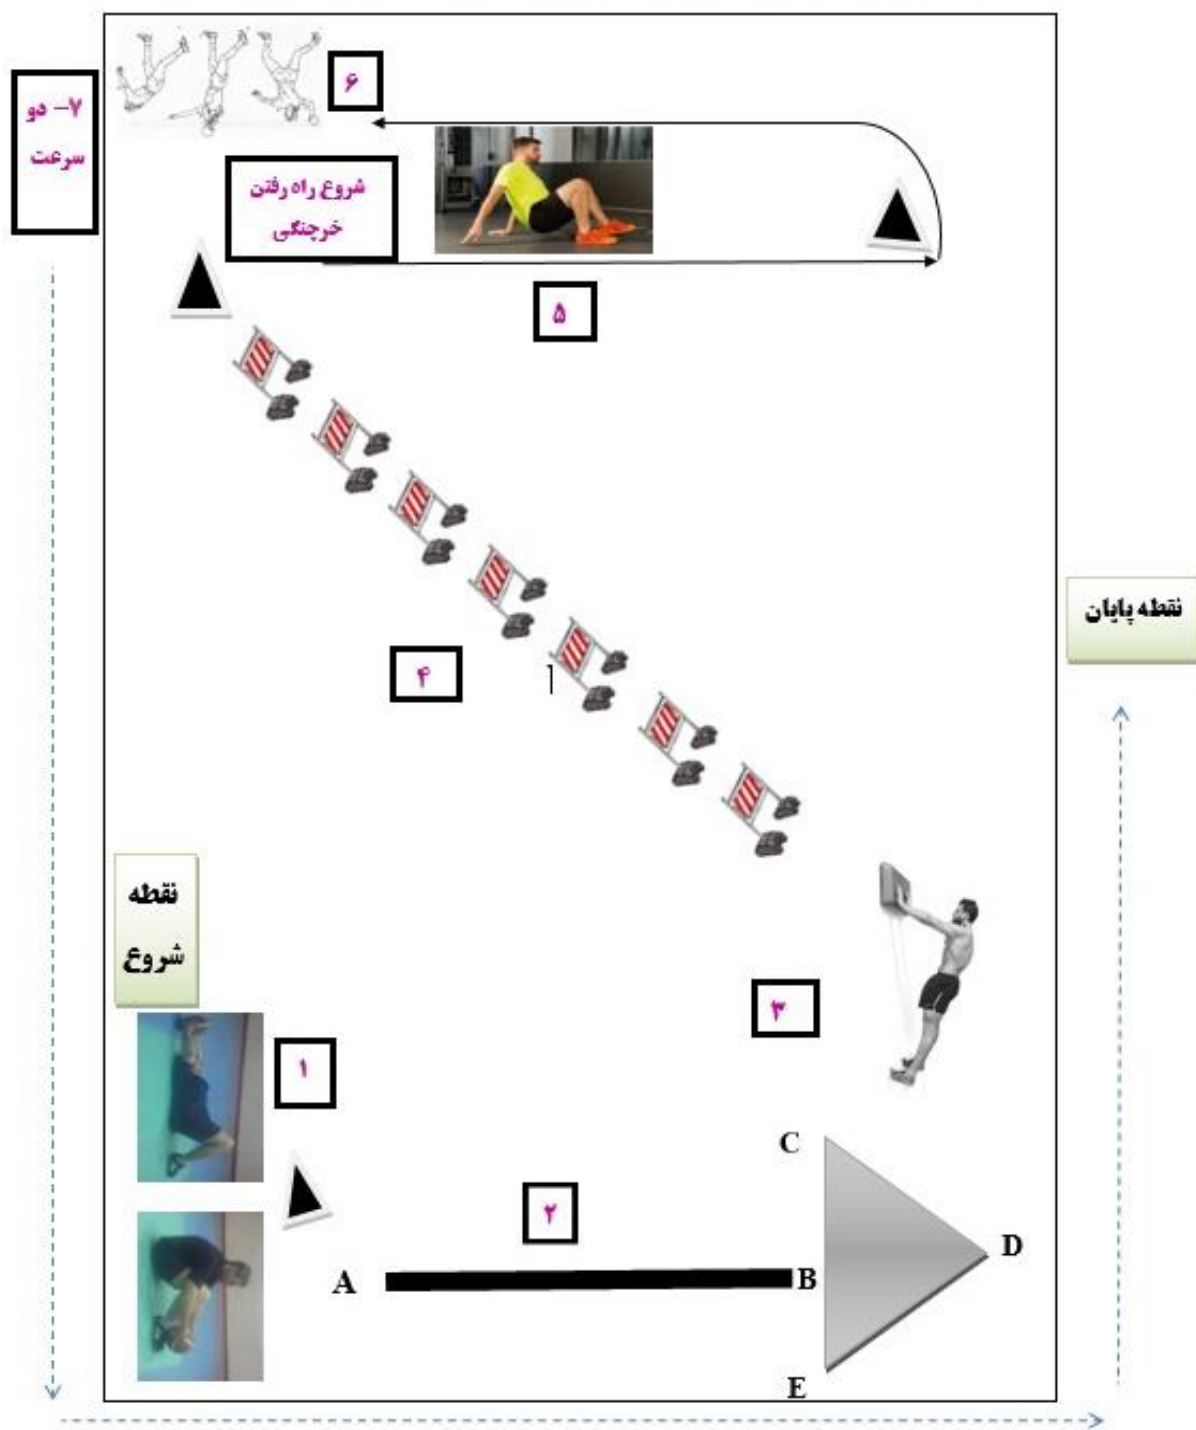 ۶
۷- دو
سرعت
شروع راه رفتن
خرچنگی
۵
نقطه پایان
۴
أ
نقطه
شروع
۳
۱
C
۲
D
A
B
E